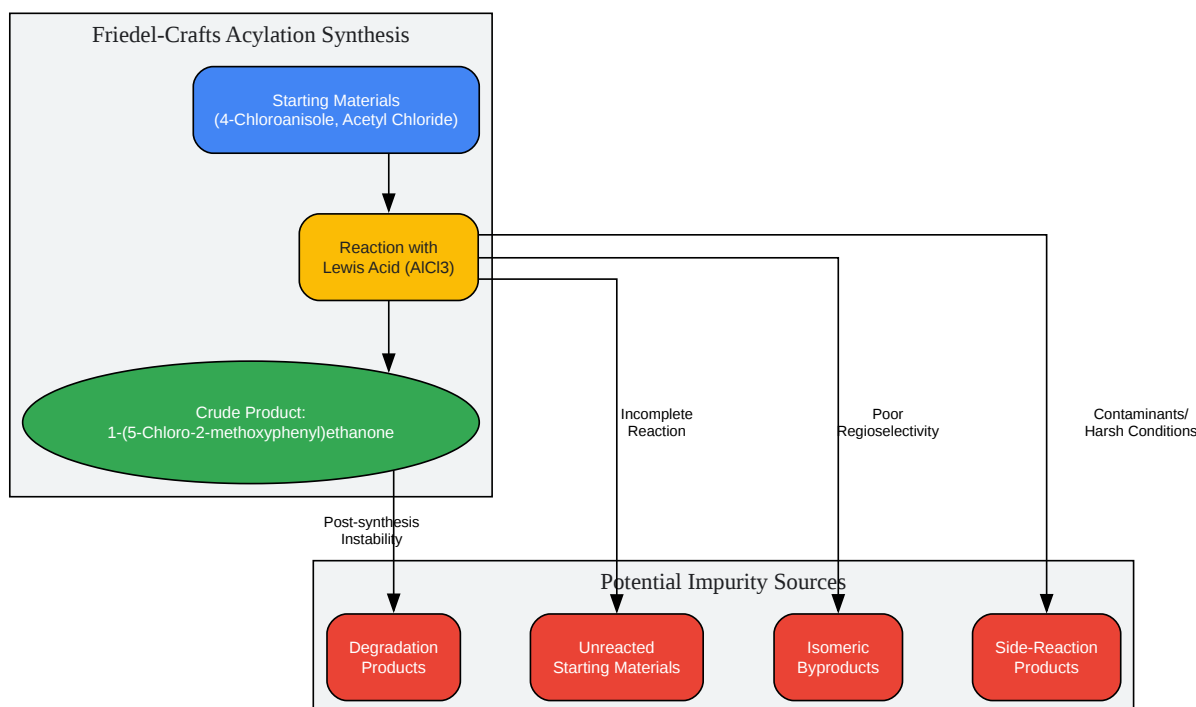 Friedel-Crafts Acylation Synthesis
Starting Materials
(4-Chloroanisole, Acetyl Chloride)
Reaction with
Lewis Acid (AlCl3)
Crude Product:
1-(5-Chloro-2-methoxyphenyl)ethanone
Incomplete
Reaction
Poor
Regioselectivity
Contaminants/
Harsh Conditions
Post-synthesis
Instability
Potential Impurity Sources
Degradation
Products
Unreacted
Starting Materials
Isomeric
Byproducts
Side-Reaction
Products